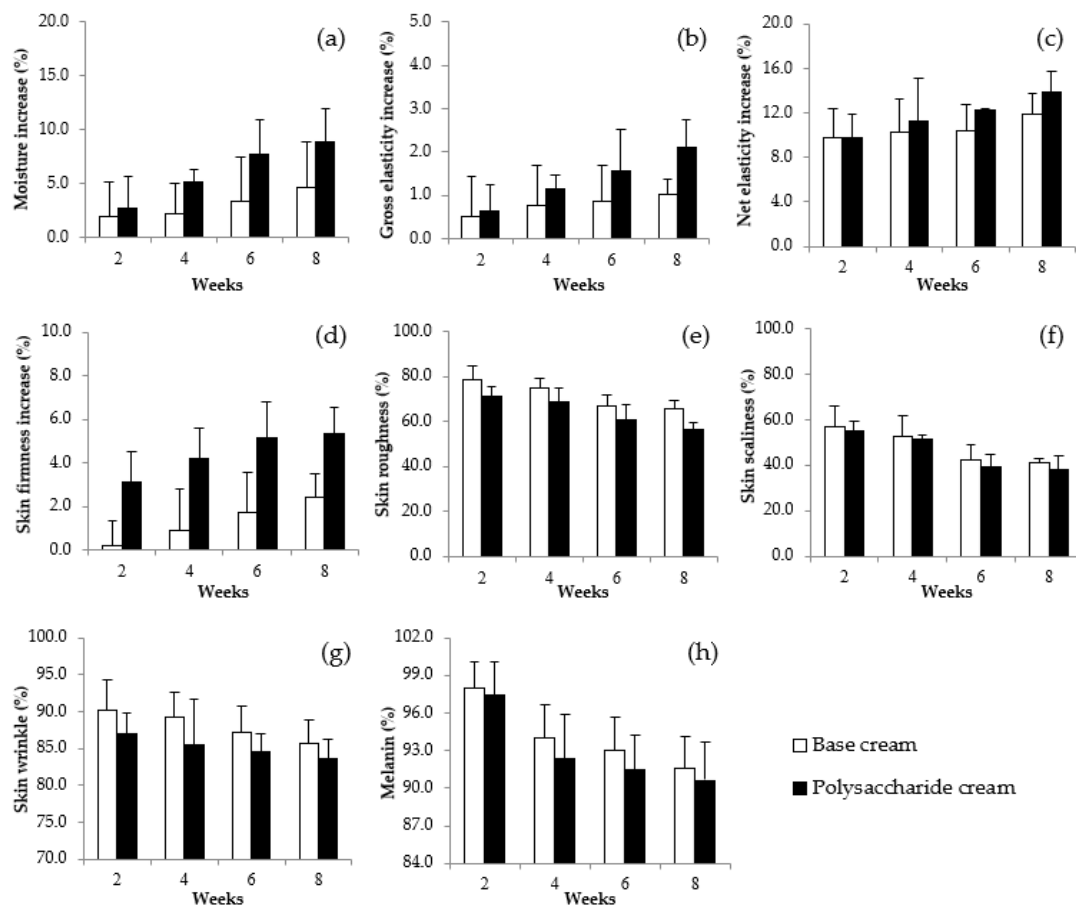 (a)
Moisture increase (%)
20.0
15.0
10.0
5.0
0.0
2 4 6 8
Weeks
(b)
Gross elasticity increase (%)
5.0
4.0
3.0
2.0
1.0
0.0
2 4 6 8
Weeks
(c)
Net elasticity increase (%)
20.0
16.0
12.0
8.0
4.0
0.0
2 4 6 8
Weeks
(d)
Skin firmness increase (%)
10.0
8.0
6.0
4.0
2.0
0.0
2 4 6 8
Weeks
(e)
Skin roughness (%)
100.0
80.0
60.0
40.0
20.0
0.0
2 4 6 8
Weeks
(f)
Skin scaliness (%)
100.0
80.0
60.0
40.0
20.0
0.0
2 4 6 8
Weeks
(g)
Skin wrinkle (%)
100.0
95.0
90.0
85.0
80.0
75.0
70.0
2 4 6 8
Weeks
(h)
Melanin (%)
102.0
99.0
96.0
93.0
90.0
87.0
84.0
2 4 6 8
Weeks
Base cream
Polysaccharide cream